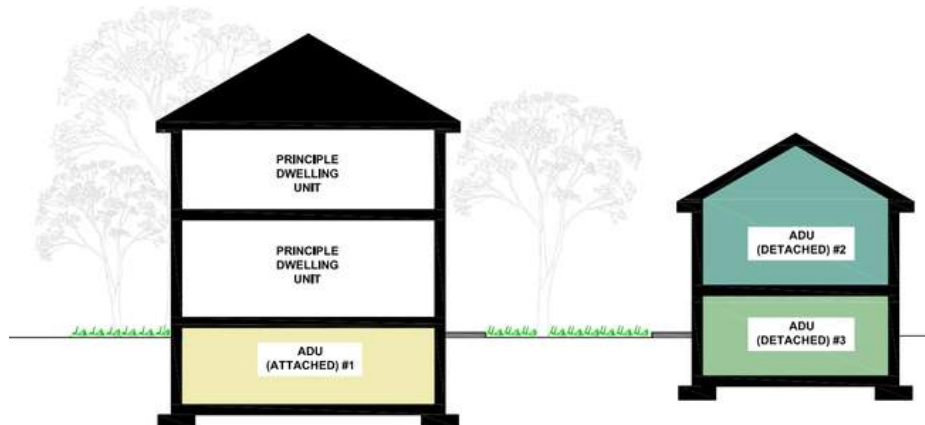 PRINCIPLE
DWELLING
UNIT
PRINCIPLE
DWELLING
UNIT
ADU
(ATTACHED) #1
ADU
(DETACHED) #2
ADU
(DETACHED) #3